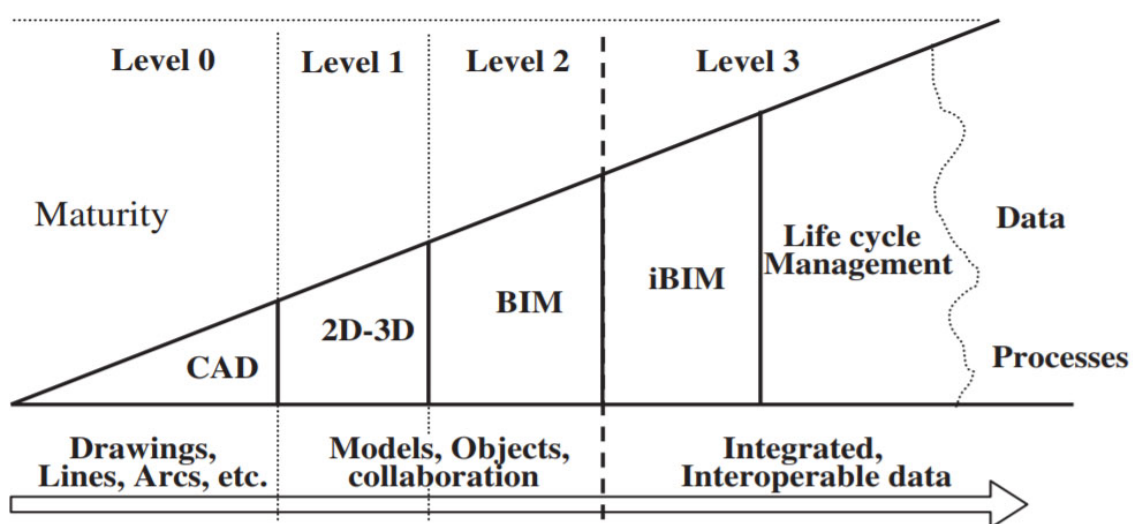 Level 0
Level 1
Level 2
Level 3
Maturity
Data
Life cycle
Management
iBIM
BIM
2D-3D
CAD
Processes
Drawings,
Lines, Arcs, etc.
Models, Objects,
collaboration
Integrated,
Interoperable data